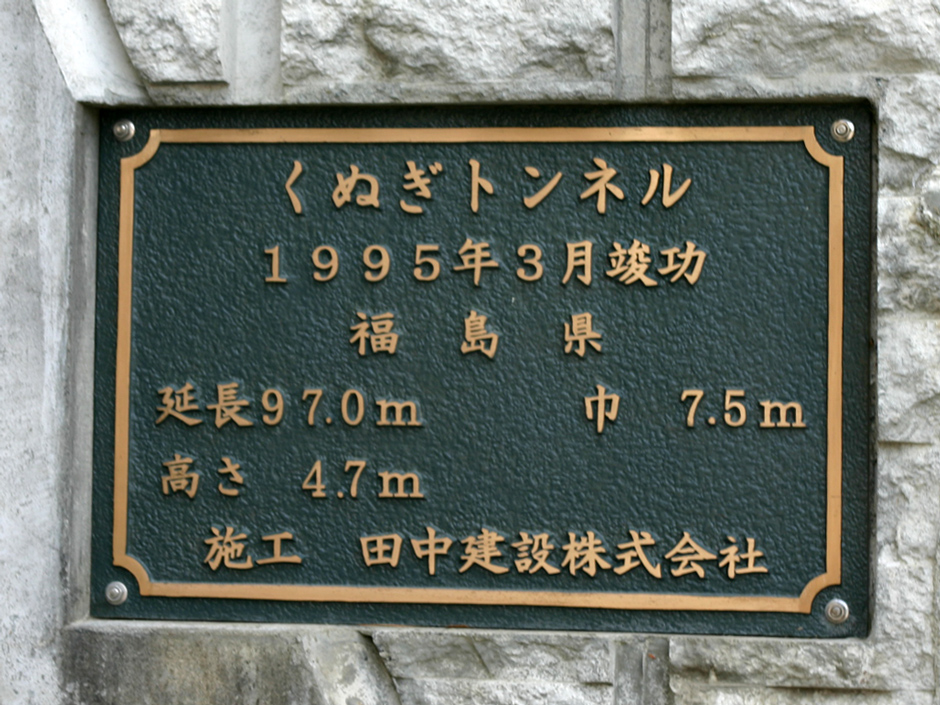 くぬぎトンネル
１９９５年３月竣功
福　島　県
延長９７.０ｍ　　　巾　７.５ｍ
高さ　４.７ｍ
施工　田中建設株式会社